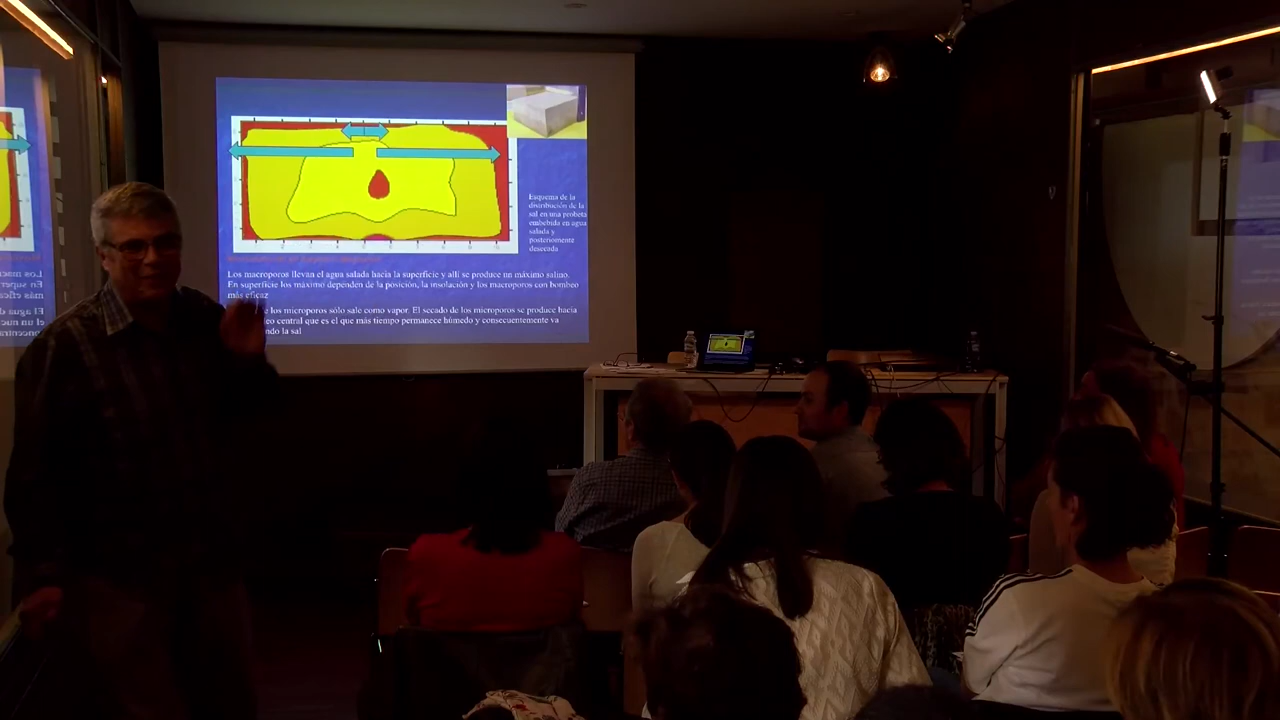 Esquema de la
distribución de la
sal en una probeta
embebida en agua
salada y
posteriormente
desecada
Los macroporos llevan el agua salada hacia la superficie y allí se produce un máximo salino.
En superficie los máximo dependen de la posición, la insolación y los macroporos con bombeo
más eficaz
los microporos sólo sale como vapor. El secado de los microporos se produce hacia
central que es el que más tiempo permanece húmedo y consecuentemente va
la sal